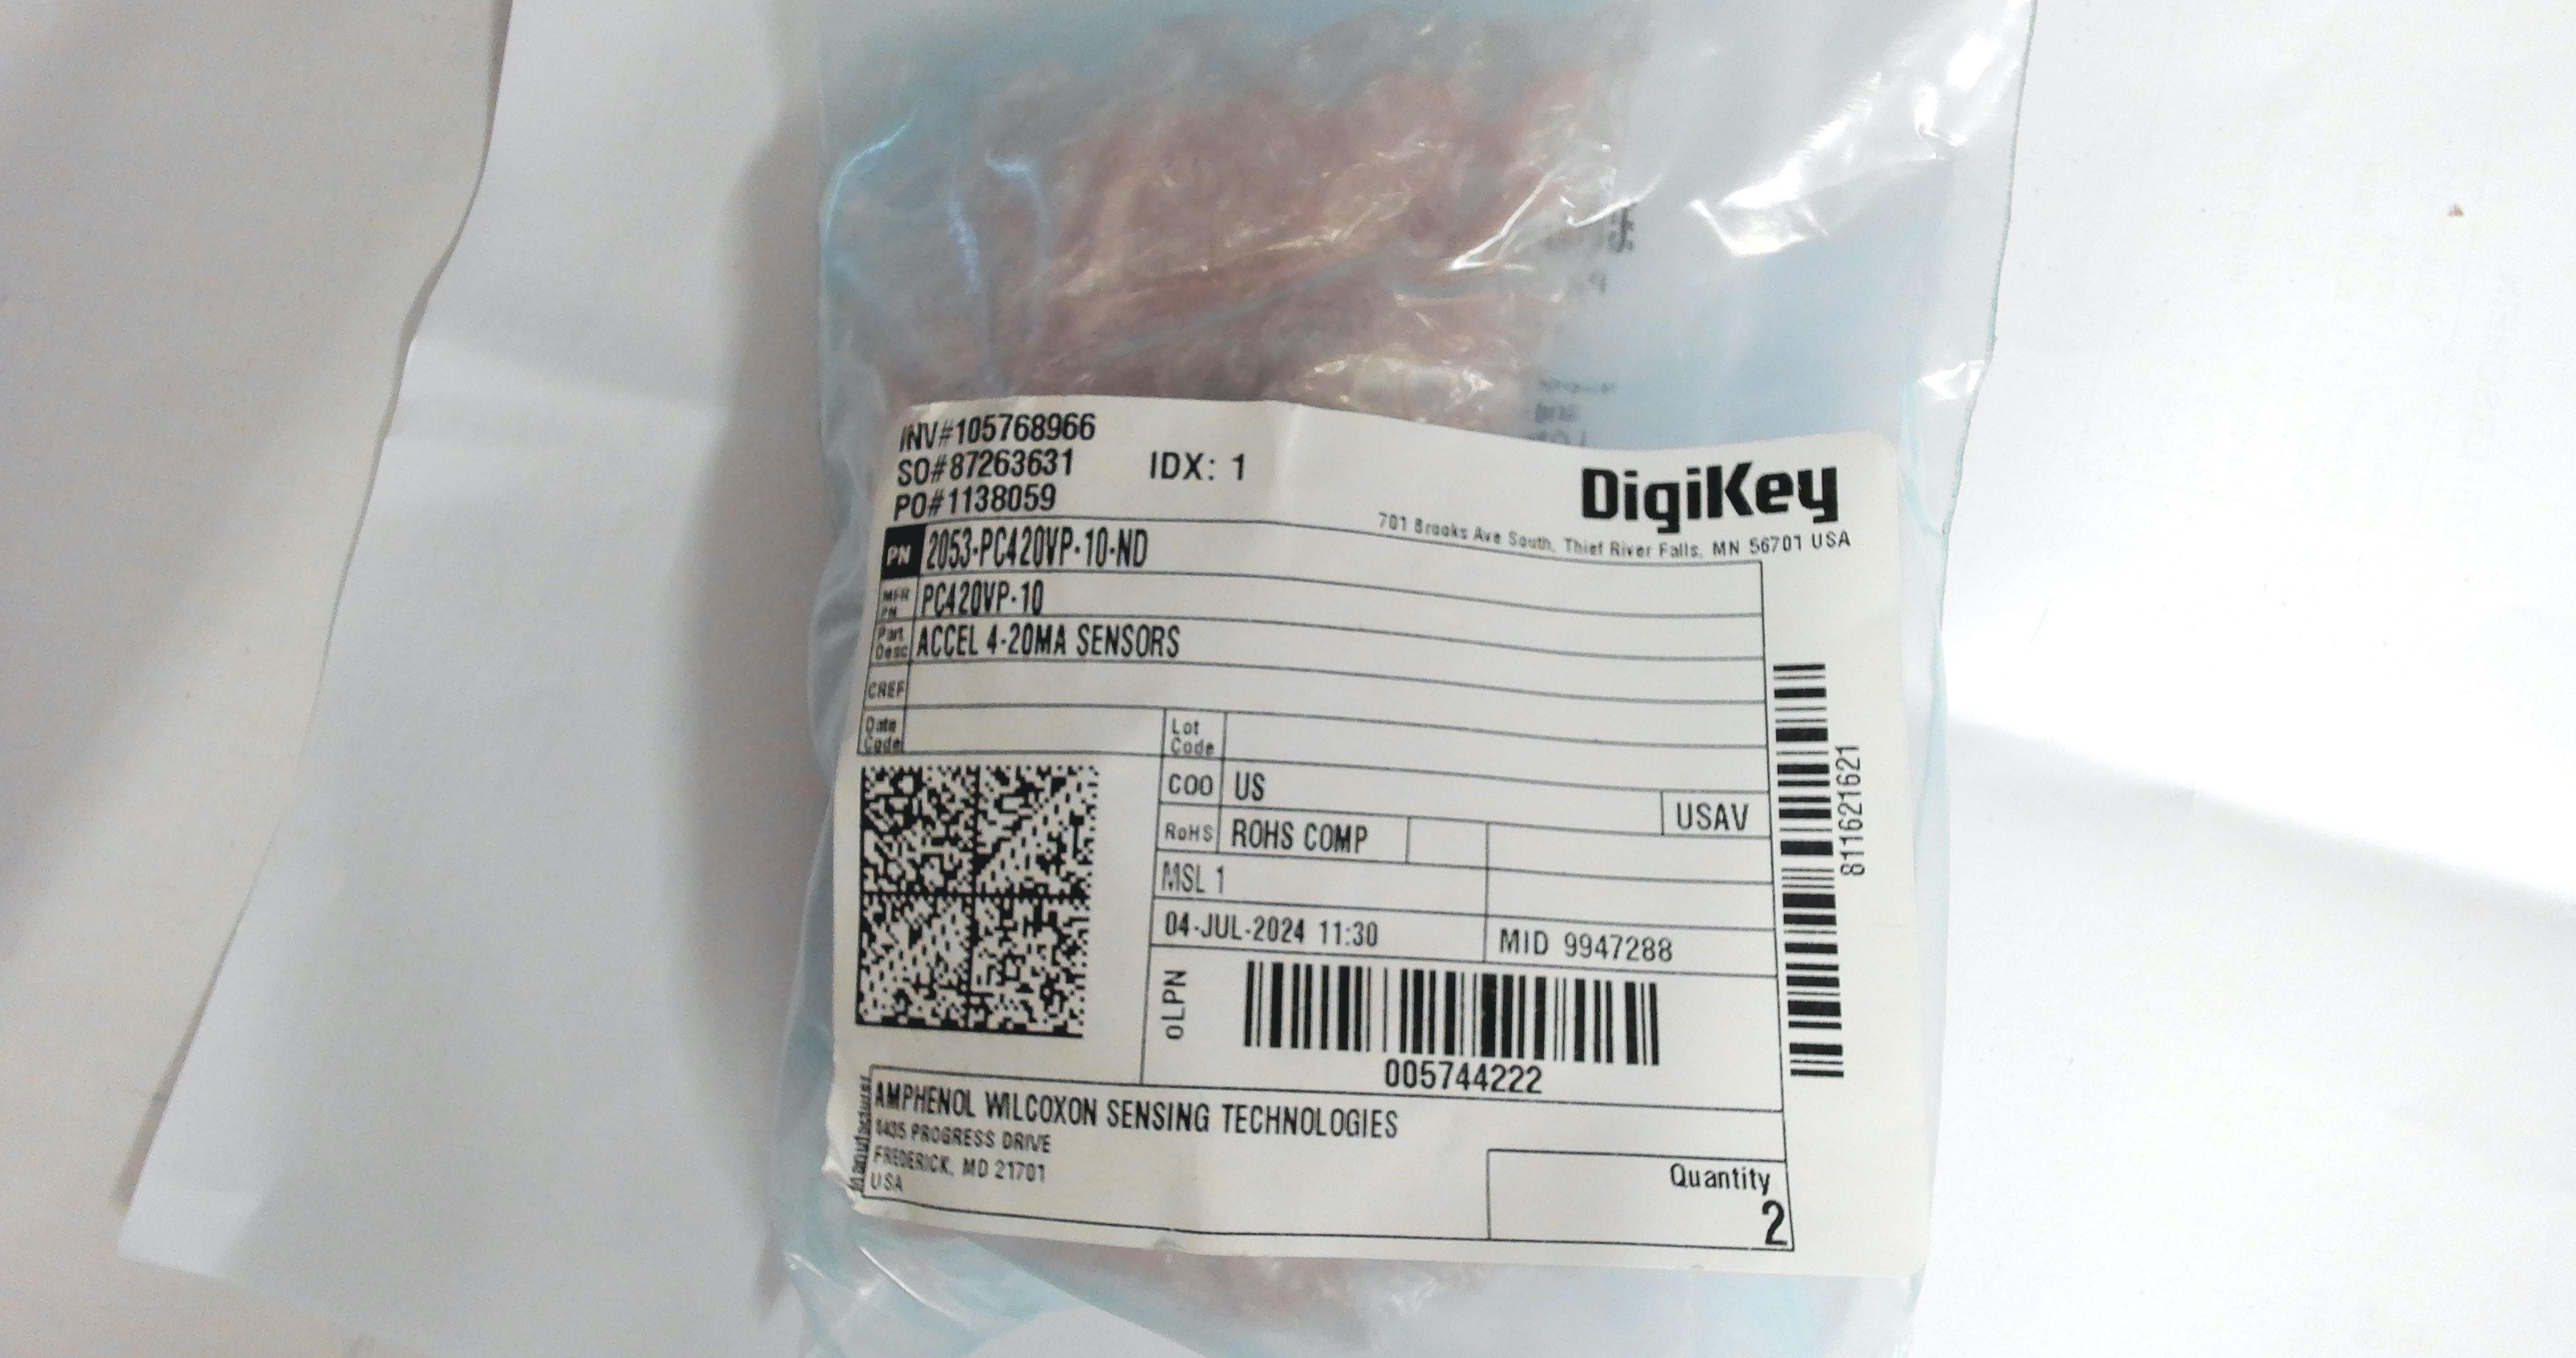 INV#105768966
SO#87263631
PO#1138059
IDX: 1
DigiKey
701 Brooks Ave South, Thief River Falls, MN 56701 USA
PN 2053-PC420VP-10-ND
MFR PN PC420VP-10
Part Desc ACCEL 4-20MA SENSORS
CREF
Date Code
Lot Code
COO US
USAV
RoHS ROHS COMP
MSL 1
04-JUL-2024 11:30
MID 9947288
oLPN
005744222
8116216​21
Manufacturer
AMPHENOL WILCOXON SENSING TECHNOLOGIES
8435 PROGRESS DRIVE
FREDERICK, MD 21701
USA
Quantity
2